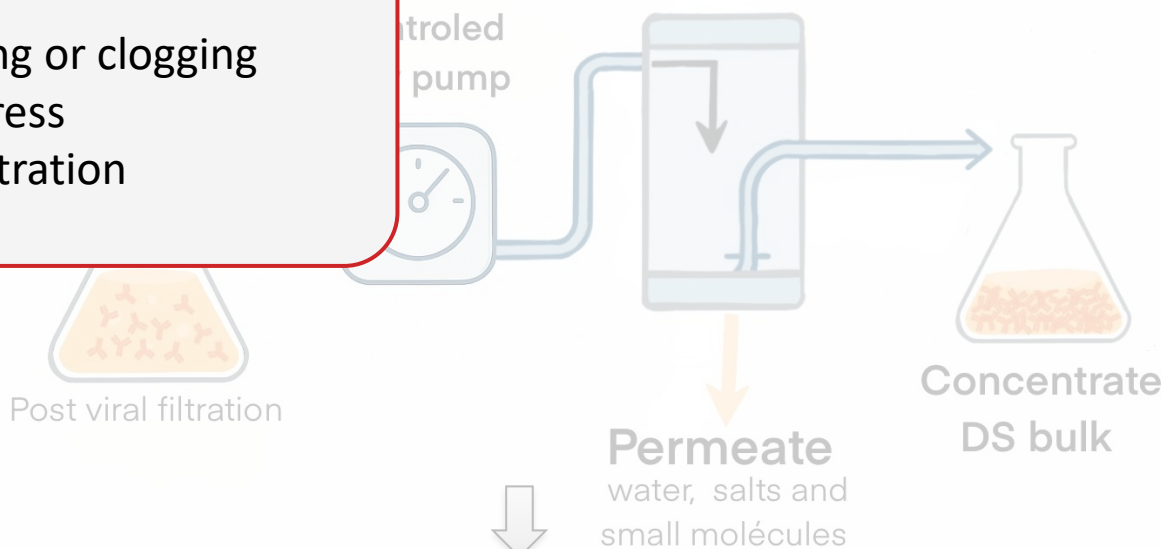 ng or clogging
ress
tration
troled
pump
Post viral filtration
Permeate
water, salts and
small molécules
Concentrate
DS bulk